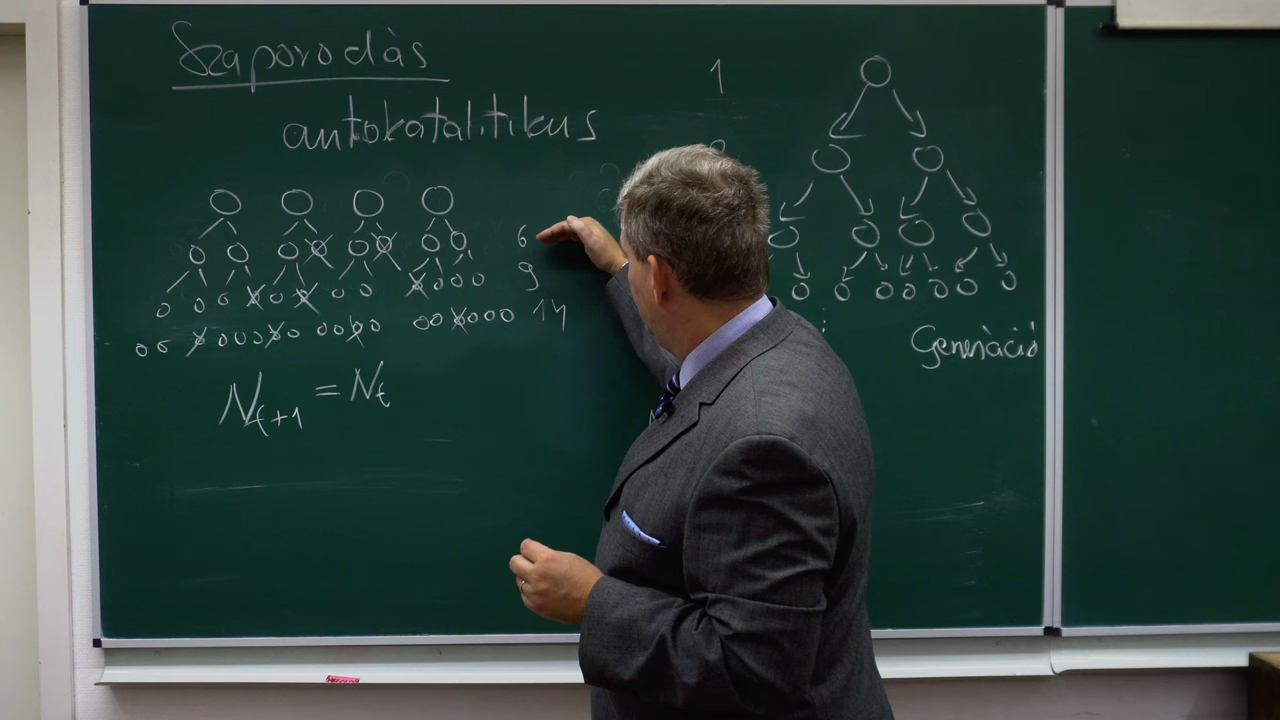 Szaporodás
autokatalitikus
1
6
9
14
Generáció
N_{t+1} = N_t